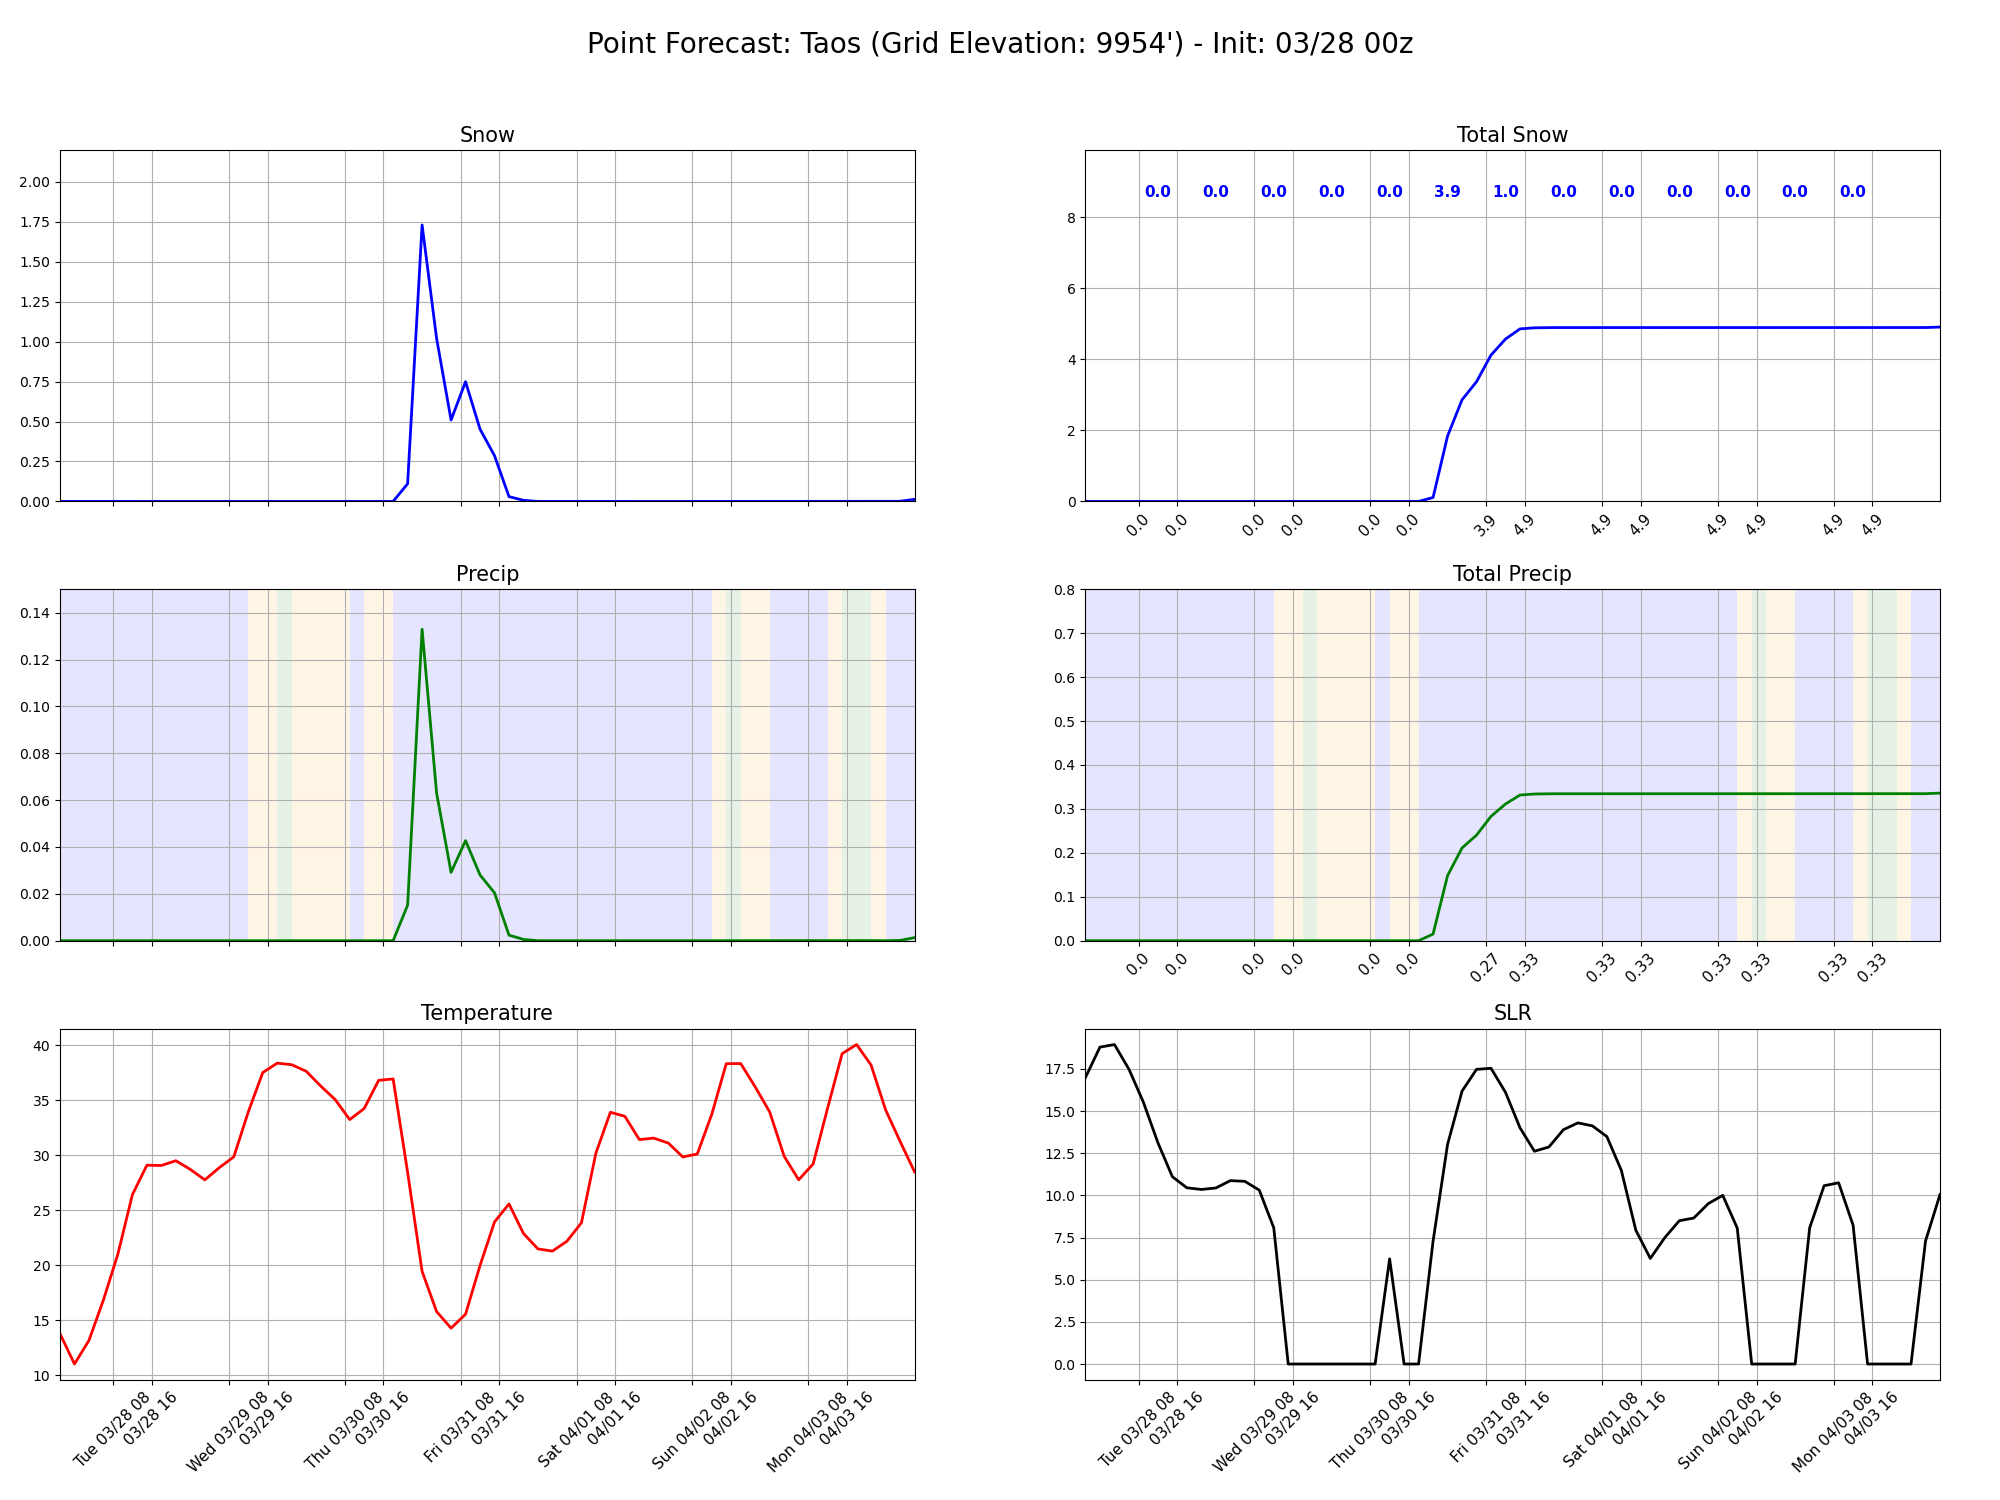 Point Forecast: Taos (Grid Elevation: 9954') - Init: 03/28 00z
Snow
2.00
1.75
1.50
1.25
1.00
0.75
0.50
0.25
0.00
Total Snow
0.0 0.0 0.0 0.0 0.0 3.9 1.0 0.0 0.0 0.0 0.0 0.0 0.0
8
6
4
2
0
0.0 0.0 0.0 0.0 0.0 0.0 3.9 4.9 4.9 4.9 4.9 4.9 4.9 4.9
Precip
0.14
0.12
0.10
0.08
0.06
0.04
0.02
0.00
Total Precip
0.8
0.7
0.6
0.5
0.4
0.3
0.2
0.1
0.0
0.0 0.0 0.0 0.0 0.0 0.0 0.27 0.33 0.33 0.33 0.33 0.33 0.33 0.33
Temperature
40
35
30
25
20
15
10
Tue 03/28 08
03/28 16
Wed 03/29 08
03/29 16
Thu 03/30 08
03/30 16
Fri 03/31 08
03/31 16
Sat 04/01 08
04/01 16
Sun 04/02 08
04/02 16
Mon 04/03 08
04/03 16
SLR
17.5
15.0
12.5
10.0
7.5
5.0
2.5
0.0
Tue 03/28 08
03/28 16
Wed 03/29 08
03/29 16
Thu 03/30 08
03/30 16
Fri 03/31 08
03/31 16
Sat 04/01 08
04/01 16
Sun 04/02 08
04/02 16
Mon 04/03 08
04/03 16